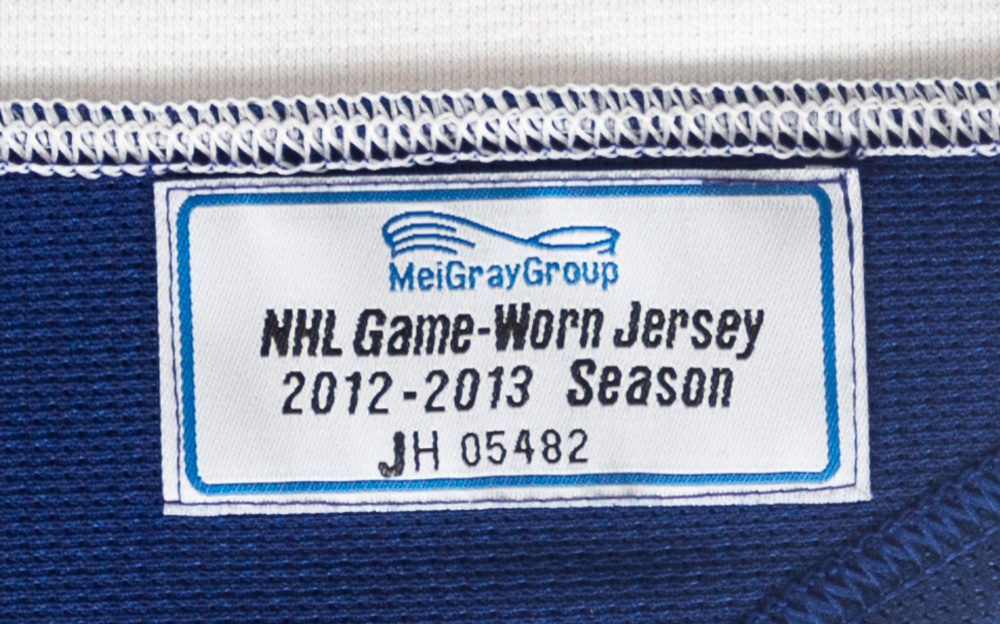 MeiGrayGroup
NHL Game-Worn Jersey
2012-2013 Season
JH 05482